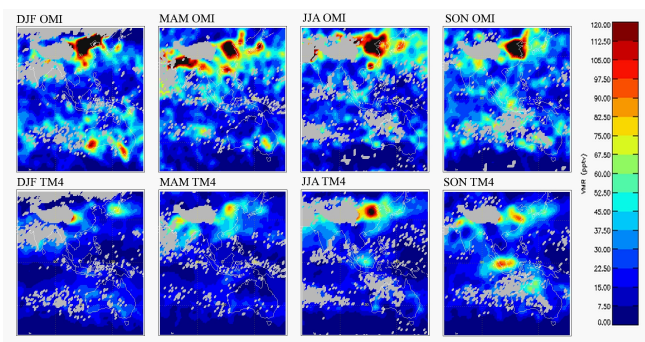 DJF OMI
MAM OMI
JJA OMI
SON OMI
DJF TM4
MAM TM4
JJA TM4
SON TM4
120.00
112.50
105.00
97.50
90.00
82.50
75.00
67.50
60.00
52.50
45.00
37.50
30.00
22.50
15.00
7.50
0.00
VMR (pptv)